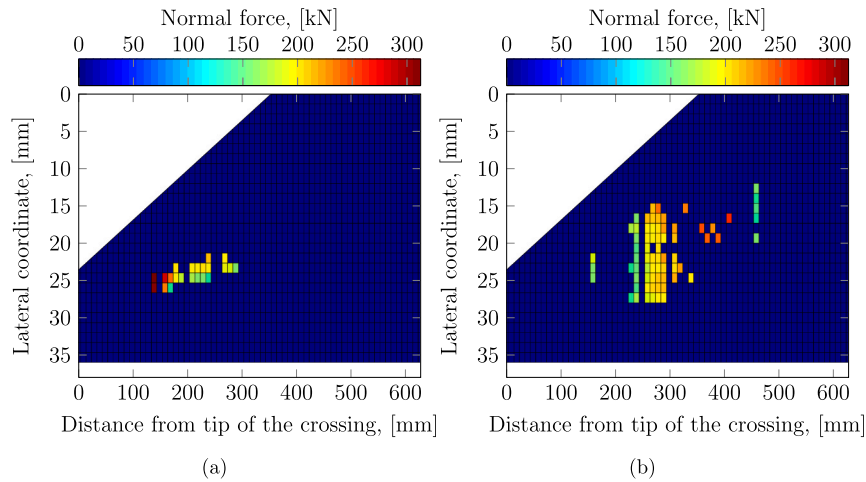 Normal force, [kN]
0 50 100 150 200 250 300
0
5
10
15
20
25
30
35
Lateral coordinate, [mm]
0 100 200 300 400 500 600
Distance from tip of the crossing, [mm]
(a)
Normal force, [kN]
0 50 100 150 200 250 300
0
5
10
15
20
25
30
35
Lateral coordinate, [mm]
0 100 200 300 400 500 600
Distance from tip of the crossing, [mm]
(b)